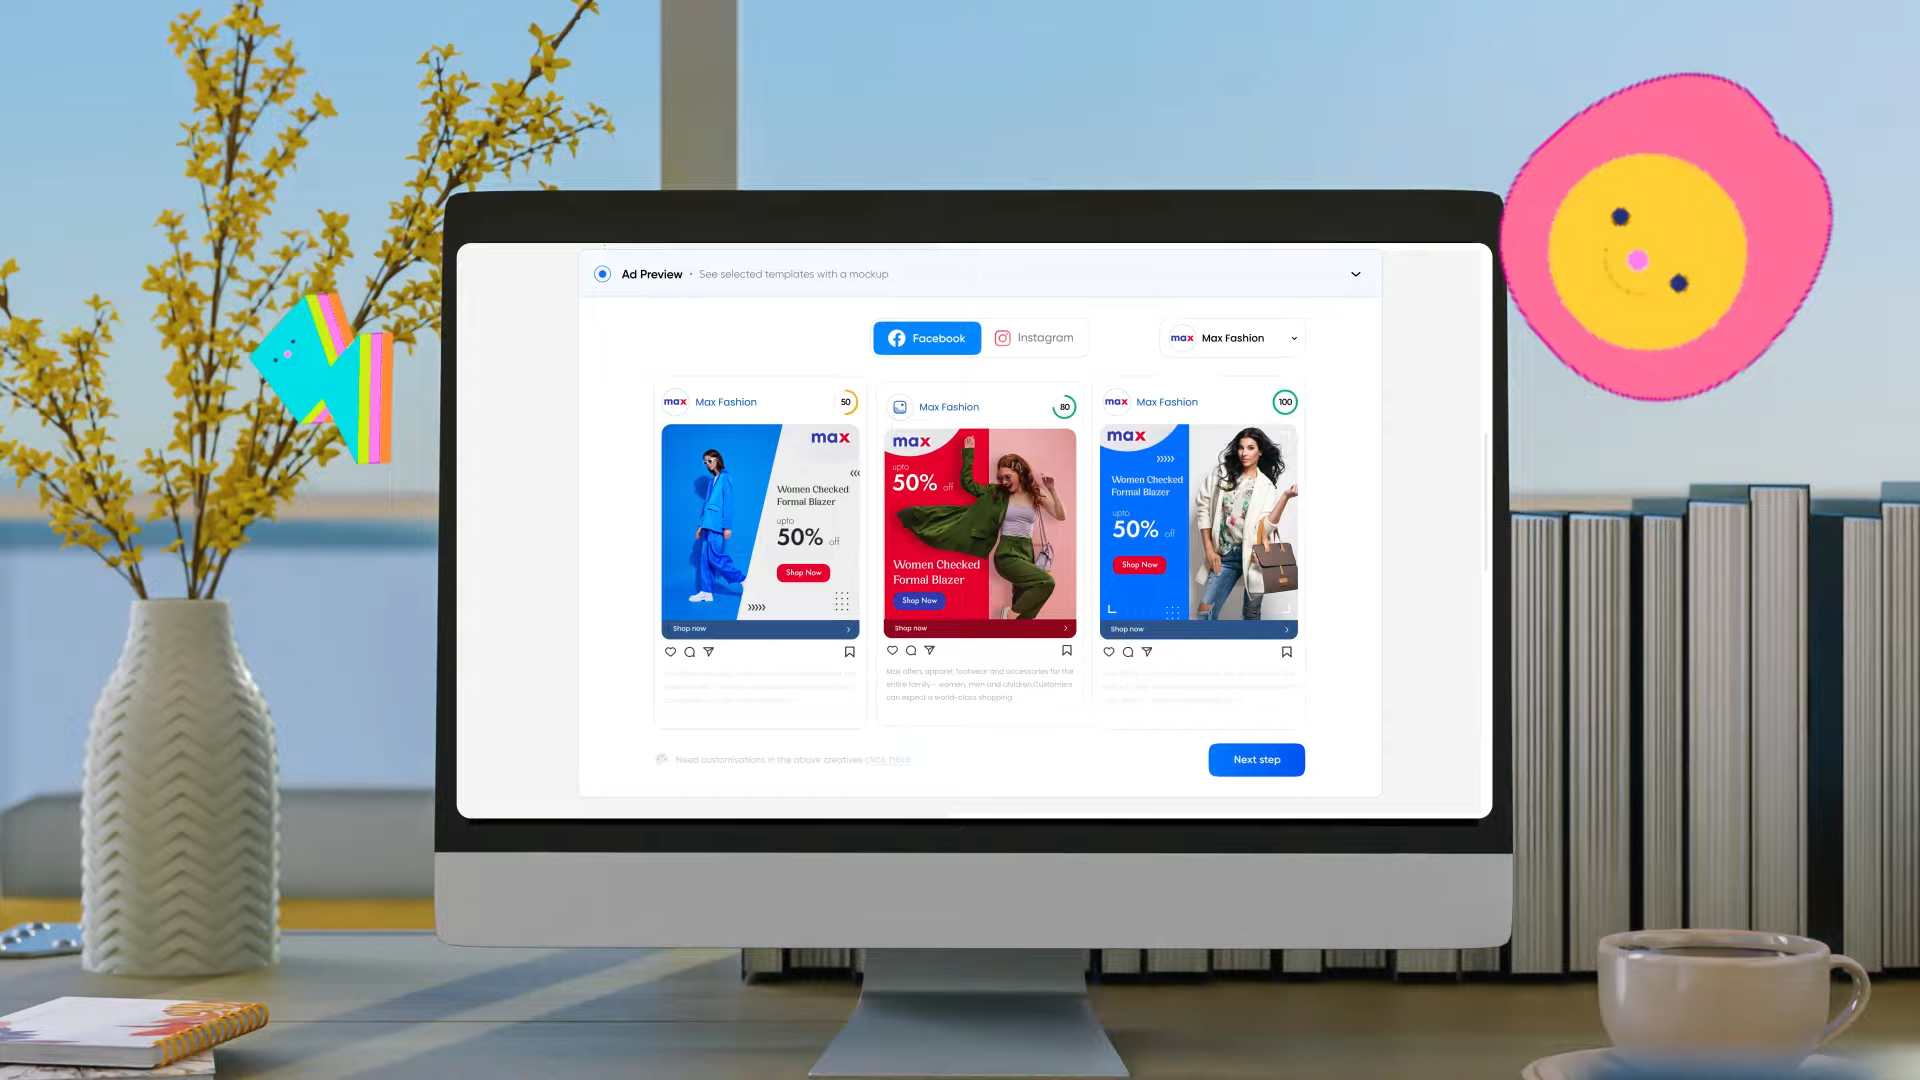 Ad Preview · See selected templates with a mockup
Facebook
Instagram
max Max Fashion
max Max Fashion 50
max
Women Checked
Formal Blazer
upto
50% off
Shop Now
Shop now
Max Fashion 80
max
upto
50% off
Women Checked
Formal Blazer
Shop Now
Shop now
Max offers apparel, footwear and accessories for the
entire family – women, men and children.Customers
can expect a world-class shopping
max Max Fashion 100
max
Women Checked
Formal Blazer
upto
50% off
Shop Now
Shop now
Need customisations in the above creatives click here
Next step